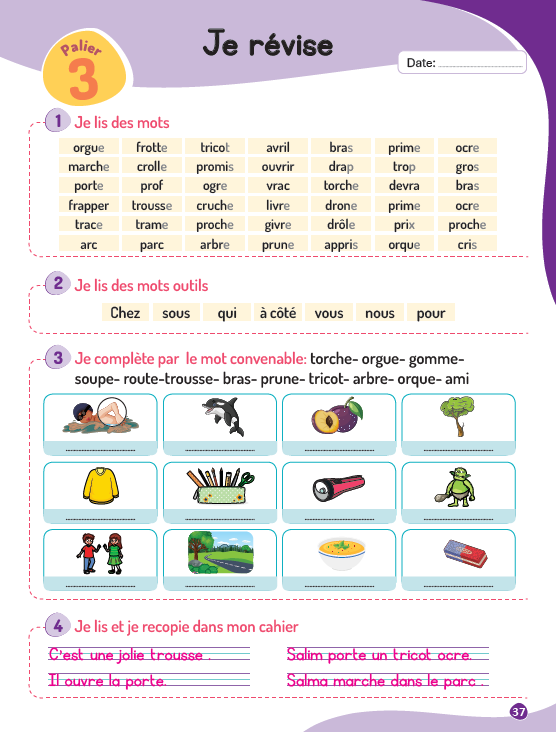 Palier
3
Je révise
Date: ..............................
1 Je lis des mots
orgue frotte tricot avril bras prime ocre
marche crolle promis ouvrir drap trop gros
porte prof ogre vrac torche devra bras
frapper trousse cruche livre drone prime ocre
trace trame proche givre drôle prix proche
arc parc arbre prune appris orque cris
2 Je lis des mots outils
Chez sous qui à côté vous nous pour
3 Je complète par le mot convenable: torche- orgue- gomme-
soupe- route-trousse- bras- prune- tricot- arbre- orque- ami
4 Je lis et je recopie dans mon cahier
C'est une jolie trousse . Salim porte un tricot ocre.
Il ouvre la porte. Salma marche dans le parc .
37